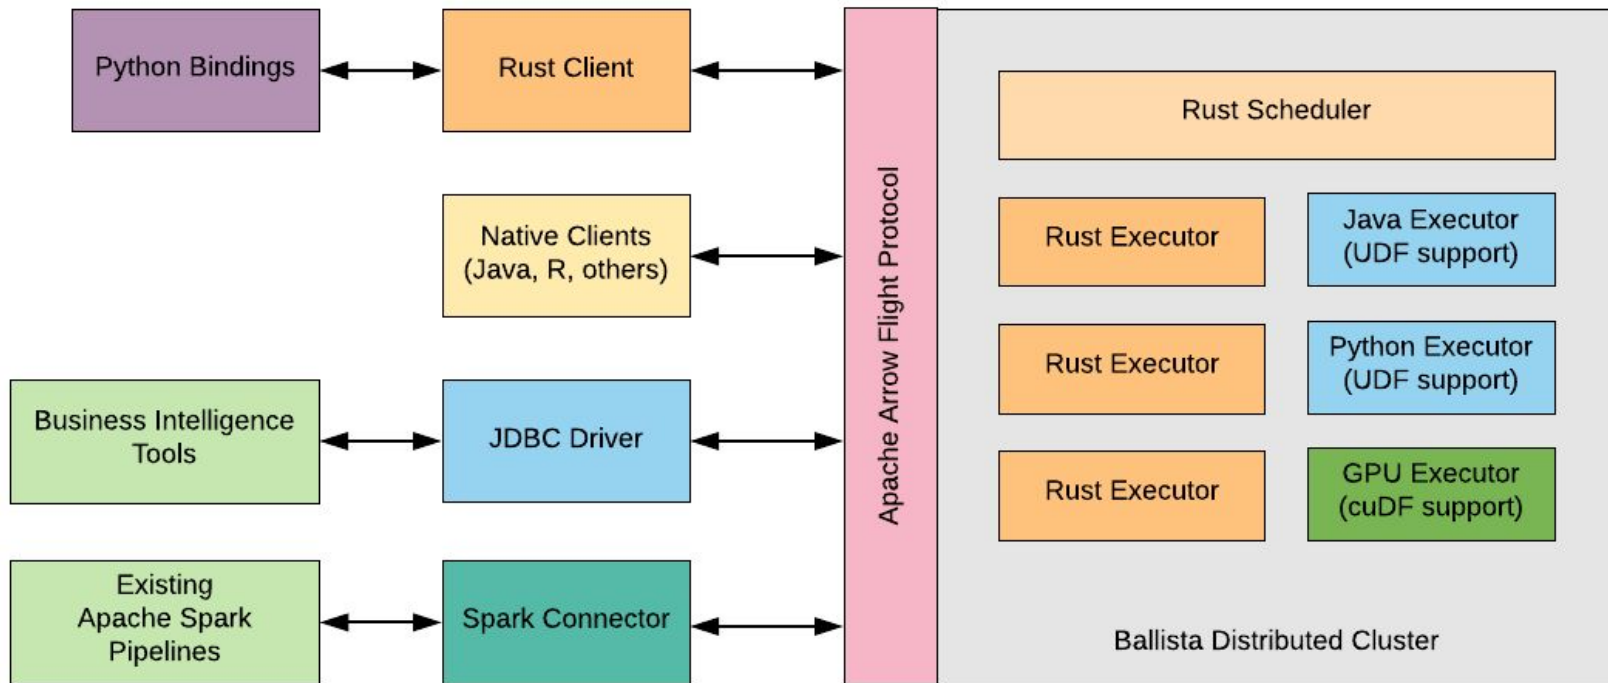 Python Bindings
Rust Client
Native Clients
(Java, R, others)
Business Intelligence
Tools
JDBC Driver
Existing
Apache Spark
Pipelines
Spark Connector
Apache Arrow Flight Protocol
Rust Scheduler
Rust Executor
Java Executor
(UDF support)
Rust Executor
Python Executor
(UDF support)
Rust Executor
GPU Executor
(cuDF support)
Ballista Distributed Cluster